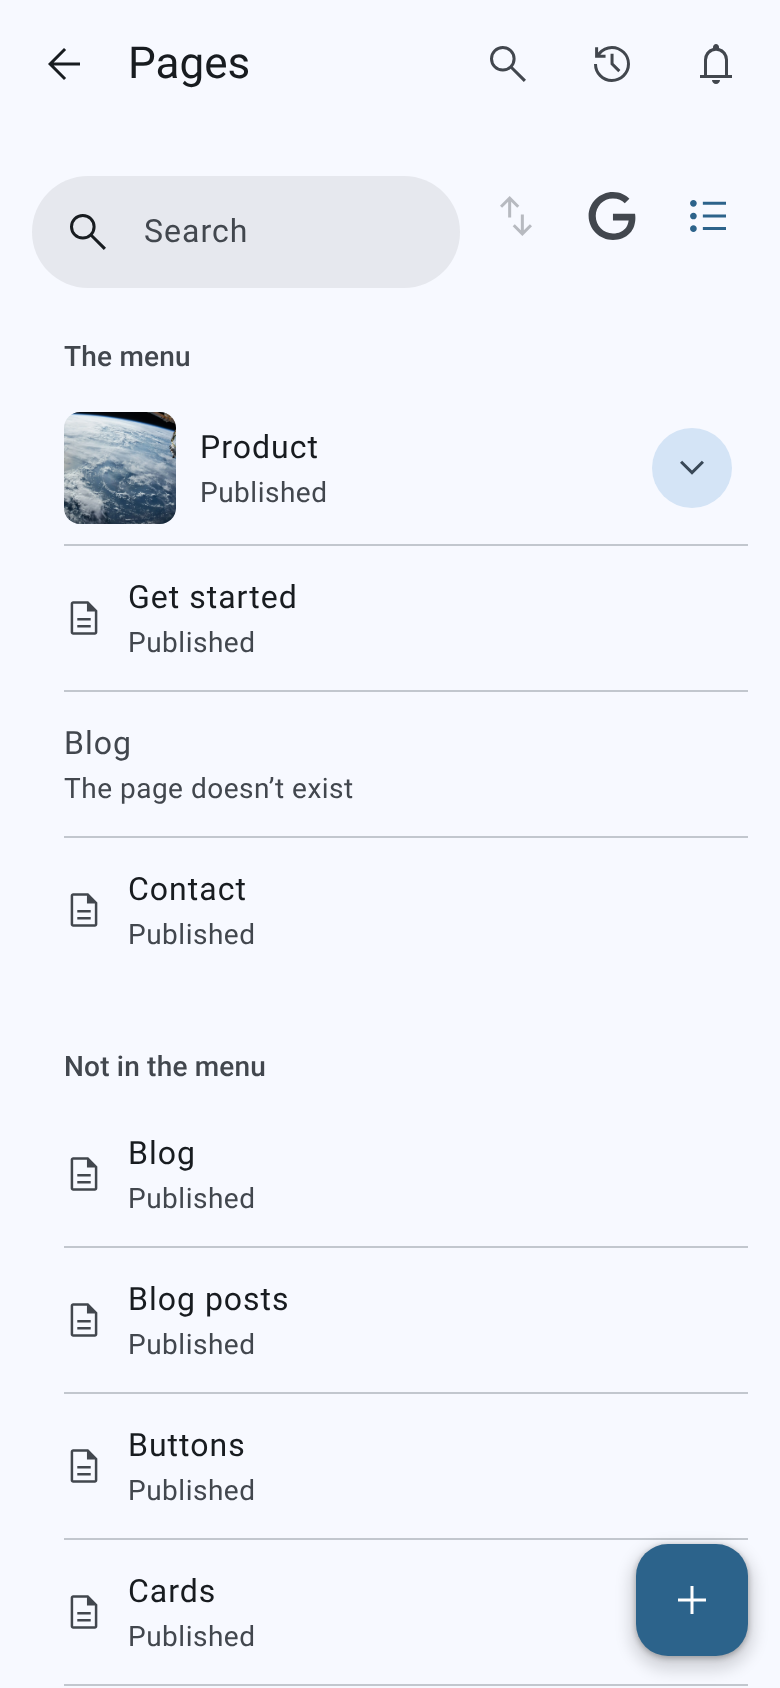 Pages
Search
The menu
Product
Published
Get started
Published
Blog
The page doesn’t exist
Contact
Published
Not in the menu
Blog
Published
Blog posts
Published
Buttons
Published
Cards
Published